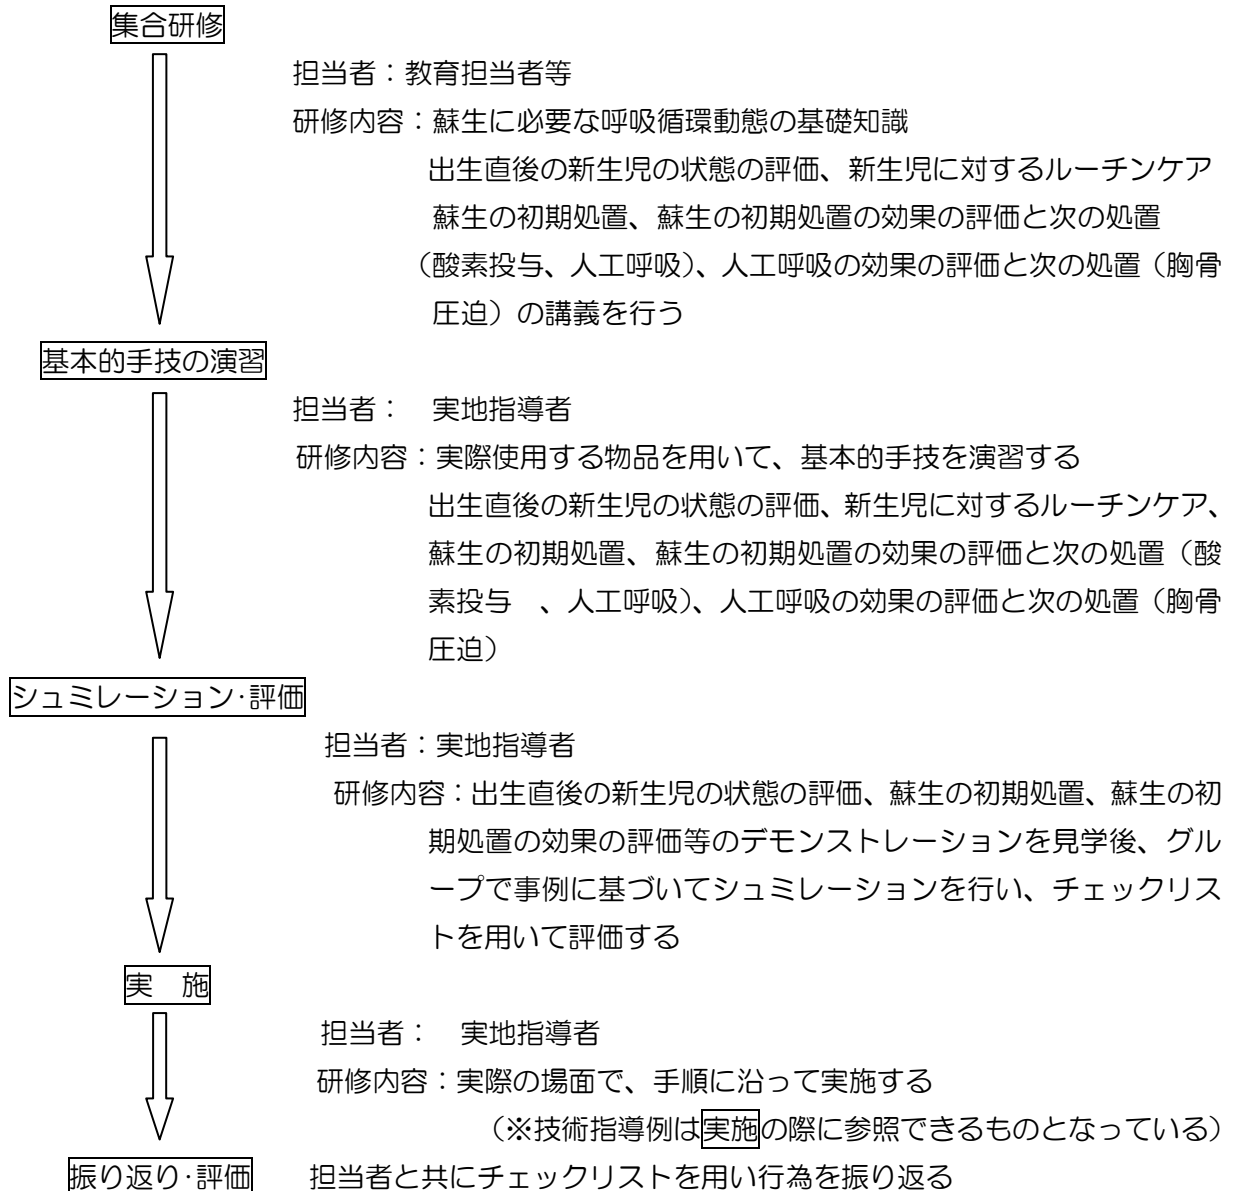 集合研修
担当者：教育担当者等
研修内容：蘇生に必要な呼吸循環動態の基礎知識
出生直後の新生児の状態の評価、新生児に対するルーチンケア
蘇生の初期処置、蘇生の初期処置の効果の評価と次の処置
（酸素投与、人工呼吸）、人工呼吸の効果の評価と次の処置（胸骨
圧迫）の講義を行う
基本的手技の演習
担当者：　実地指導者
研修内容：実際使用する物品を用いて、基本的手技を演習する
出生直後の新生児の状態の評価、新生児に対するルーチンケア、
蘇生の初期処置、蘇生の初期処置の効果の評価と次の処置（酸
素投与　、人工呼吸）、人工呼吸の効果の評価と次の処置（胸骨
圧迫）
シュミレーション･評価
担当者：実地指導者
研修内容：出生直後の新生児の状態の評価、蘇生の初期処置、蘇生の初
期処置の効果の評価等のデモンストレーションを見学後、グル
ープで事例に基づいてシュミレーションを行い、チェックリス
トを用いて評価する
実　施
担当者：　実地指導者
研修内容：実際の場面で、手順に沿って実施する
（※技術指導例は実施の際に参照できるものとなっている）
振り返り･評価　担当者と共にチェックリストを用い行為を振り返る